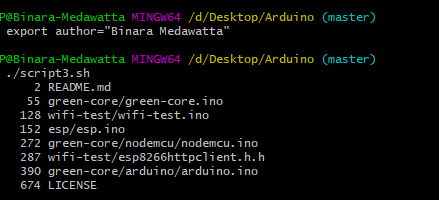 P@Binara-Medawatta MINGW64 /d/Desktop/Arduino (master)
export author="Binara Medawatta"
P@Binara-Medawatta MINGW64 /d/Desktop/Arduino (master)
./script3.sh
2 README.md
55 green-core/green-core.ino
128 wifi-test/wifi-test.ino
152 esp/esp.ino
272 green-core/nodemcu/nodemcu.ino
287 wifi-test/esp8266httpclient.h.h
390 green-core/arduino/arduino.ino
674 LICENSE